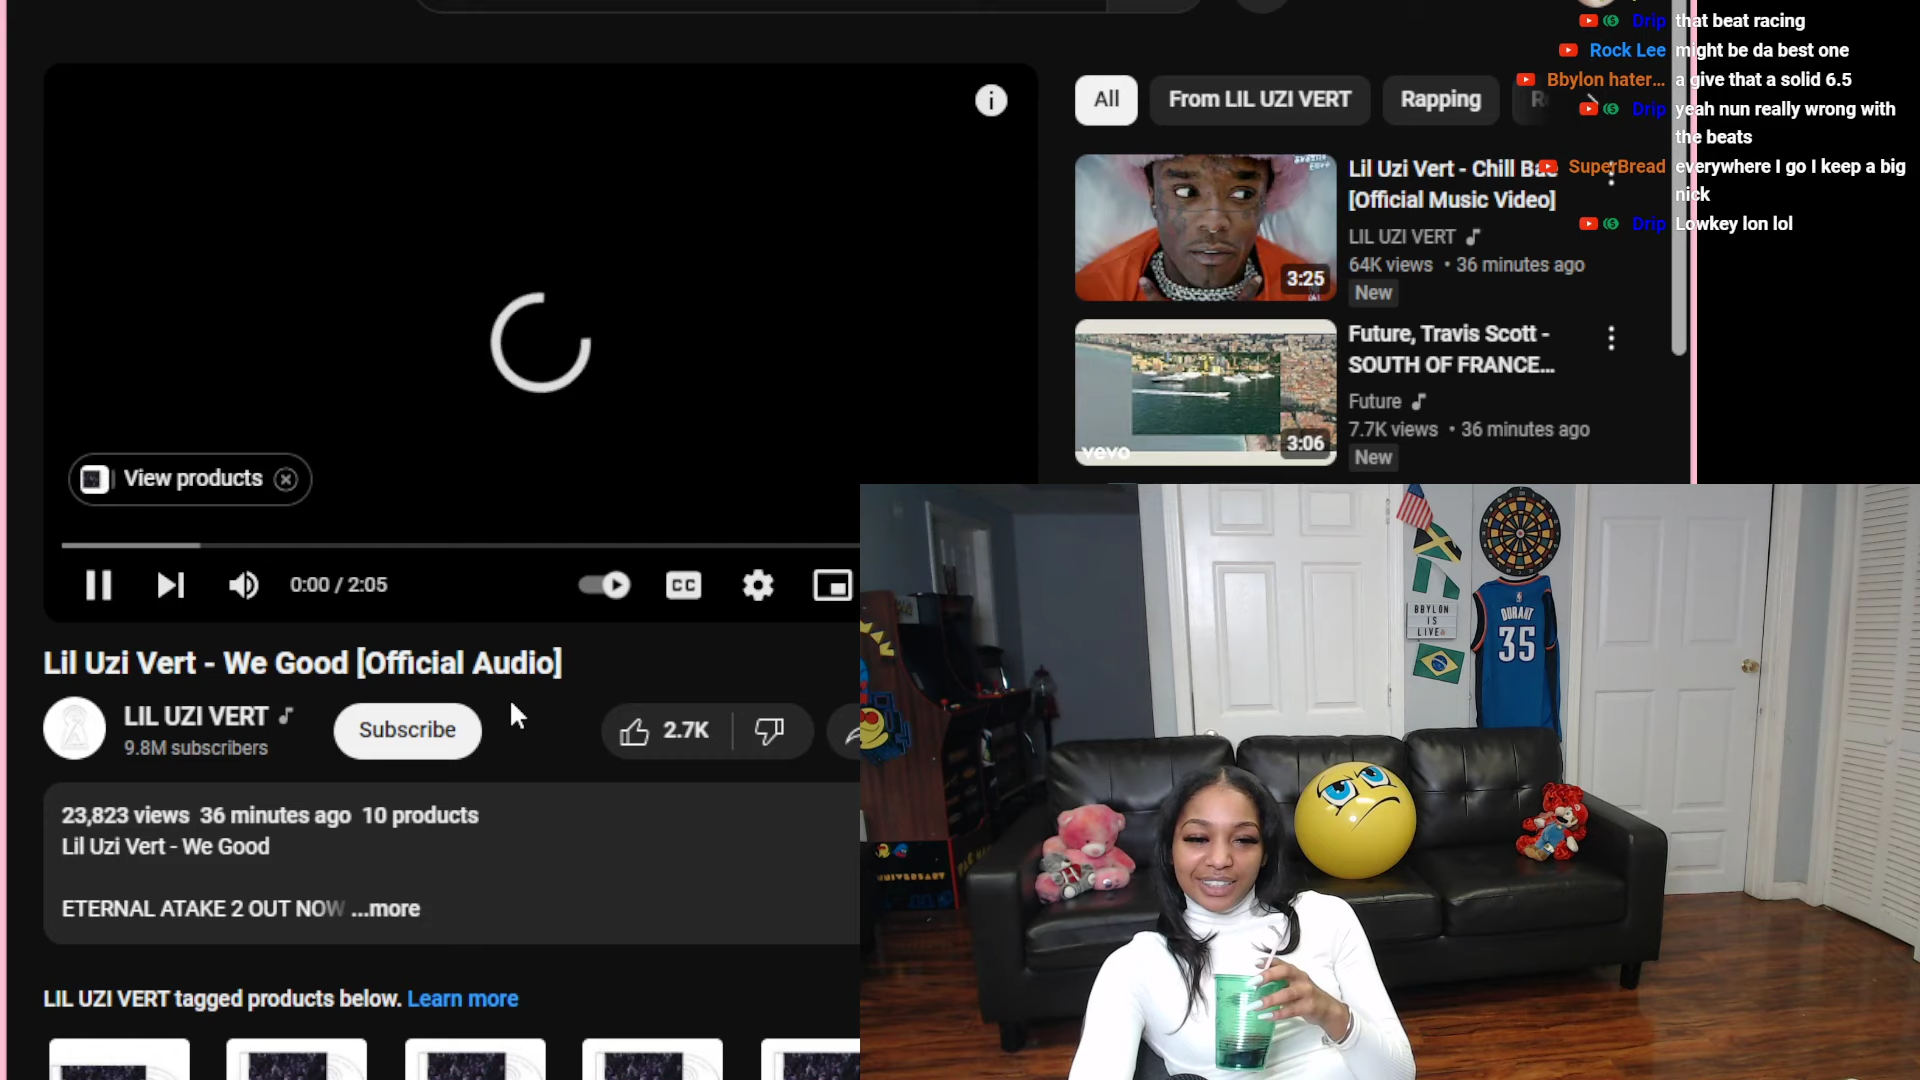 All
From LIL UZI VERT
Rapping
Lil Uzi Vert - Chill Ba
[Official Music Video]
LIL UZI VERT
64K views • 36 minutes ago
New
3:25
Future, Travis Scott -
SOUTH OF FRANCE...
Future
7.7K views • 36 minutes ago
New
3:06
vevo
Drip that beat racing
Rock Lee might be da best one
Bbylon hater... a give that a solid 6.5
Drip yeah nun really wrong with
the beats
SuperBread everywhere I go I keep a big
nick
Drip Lowkey lon lol
View products
0:00 / 2:05
CC
Lil Uzi Vert - We Good [Official Audio]
LIL UZI VERT
9.8M subscribers
Subscribe
2.7K
23,823 views 36 minutes ago 10 products
Lil Uzi Vert - We Good
ETERNAL ATAKE 2 OUT NOW ...more
LIL UZI VERT tagged products below. Learn more
BBYLON
IS
LIVE
DURANT
35